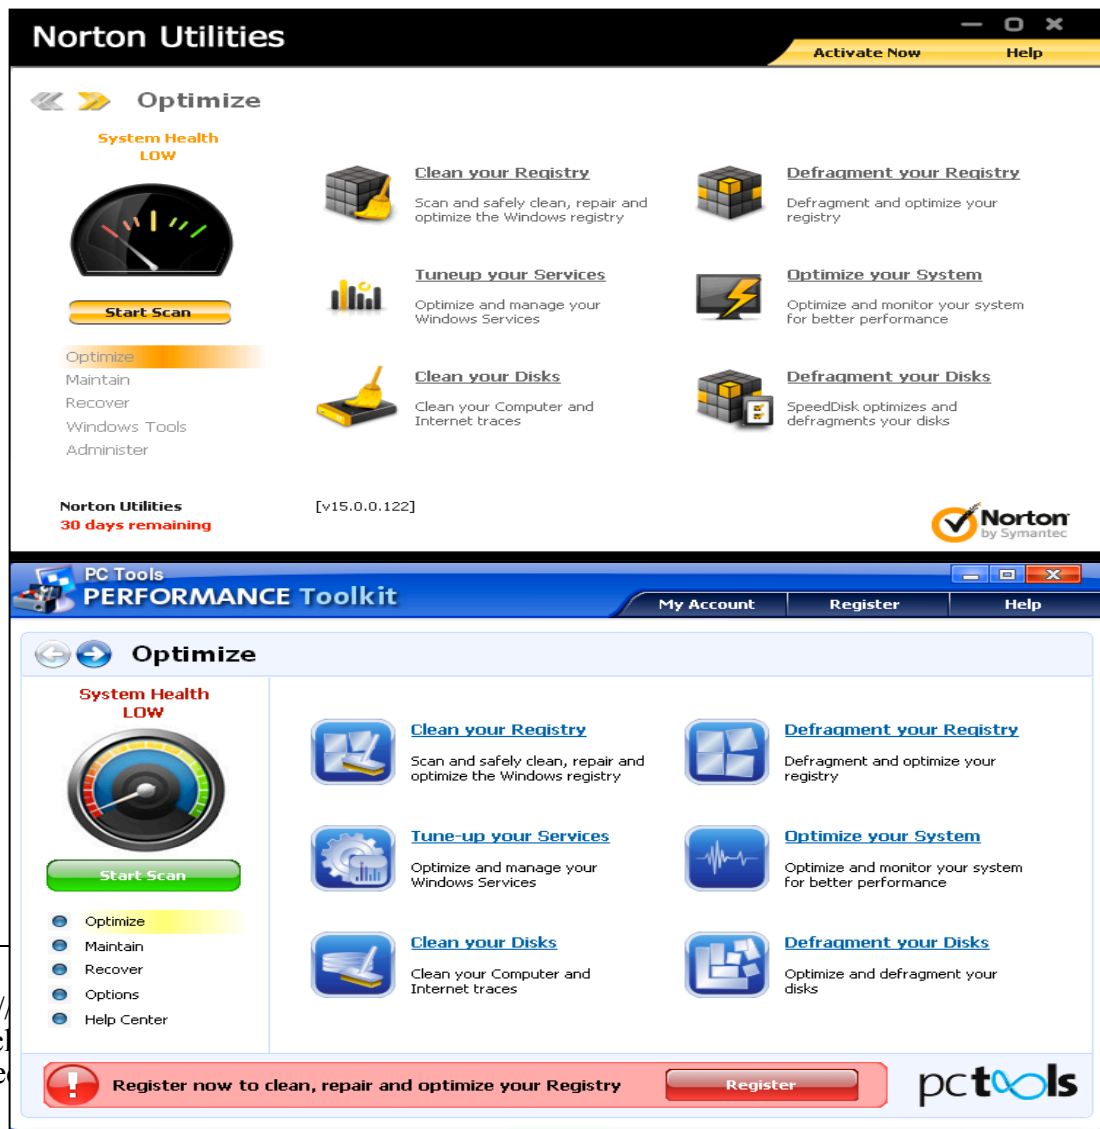 Norton Utilities
Activate Now
Help
Optimize
System Health
LOW
Start Scan
Optimize
Maintain
Recover
Windows Tools
Administer
Clean your Registry
Scan and safely clean, repair and
optimize the Windows registry
Defragment your Registry
Defragment and optimize your
registry
Tuneup your Services
Optimize and manage your
Windows Services
Optimize your System
Optimize and monitor your system
for better performance
Clean your Disks
Clean your Computer and
Internet traces
Defragment your Disks
SpeedDisk optimizes and
defragments your disks
Norton Utilities
30 days remaining
[v15.0.0.122]
Norton
by Symantec
PC Tools
PERFORMANCE Toolkit
My Account
Register
Help
Optimize
System Health
LOW
Start Scan
Optimize
Maintain
Recover
Options
Help Center
Clean your Registry
Scan and safely clean, repair and
optimize the Windows registry
Defragment your Registry
Defragment and optimize your
registry
Tune-up your Services
Optimize and manage your
Windows Services
Optimize your System
Optimize and monitor your system
for better performance
Clean your Disks
Clean your Computer and
Internet traces
Defragment your Disks
Optimize and defragment your
disks
Register now to clean, repair and optimize your Registry
Register
pctools